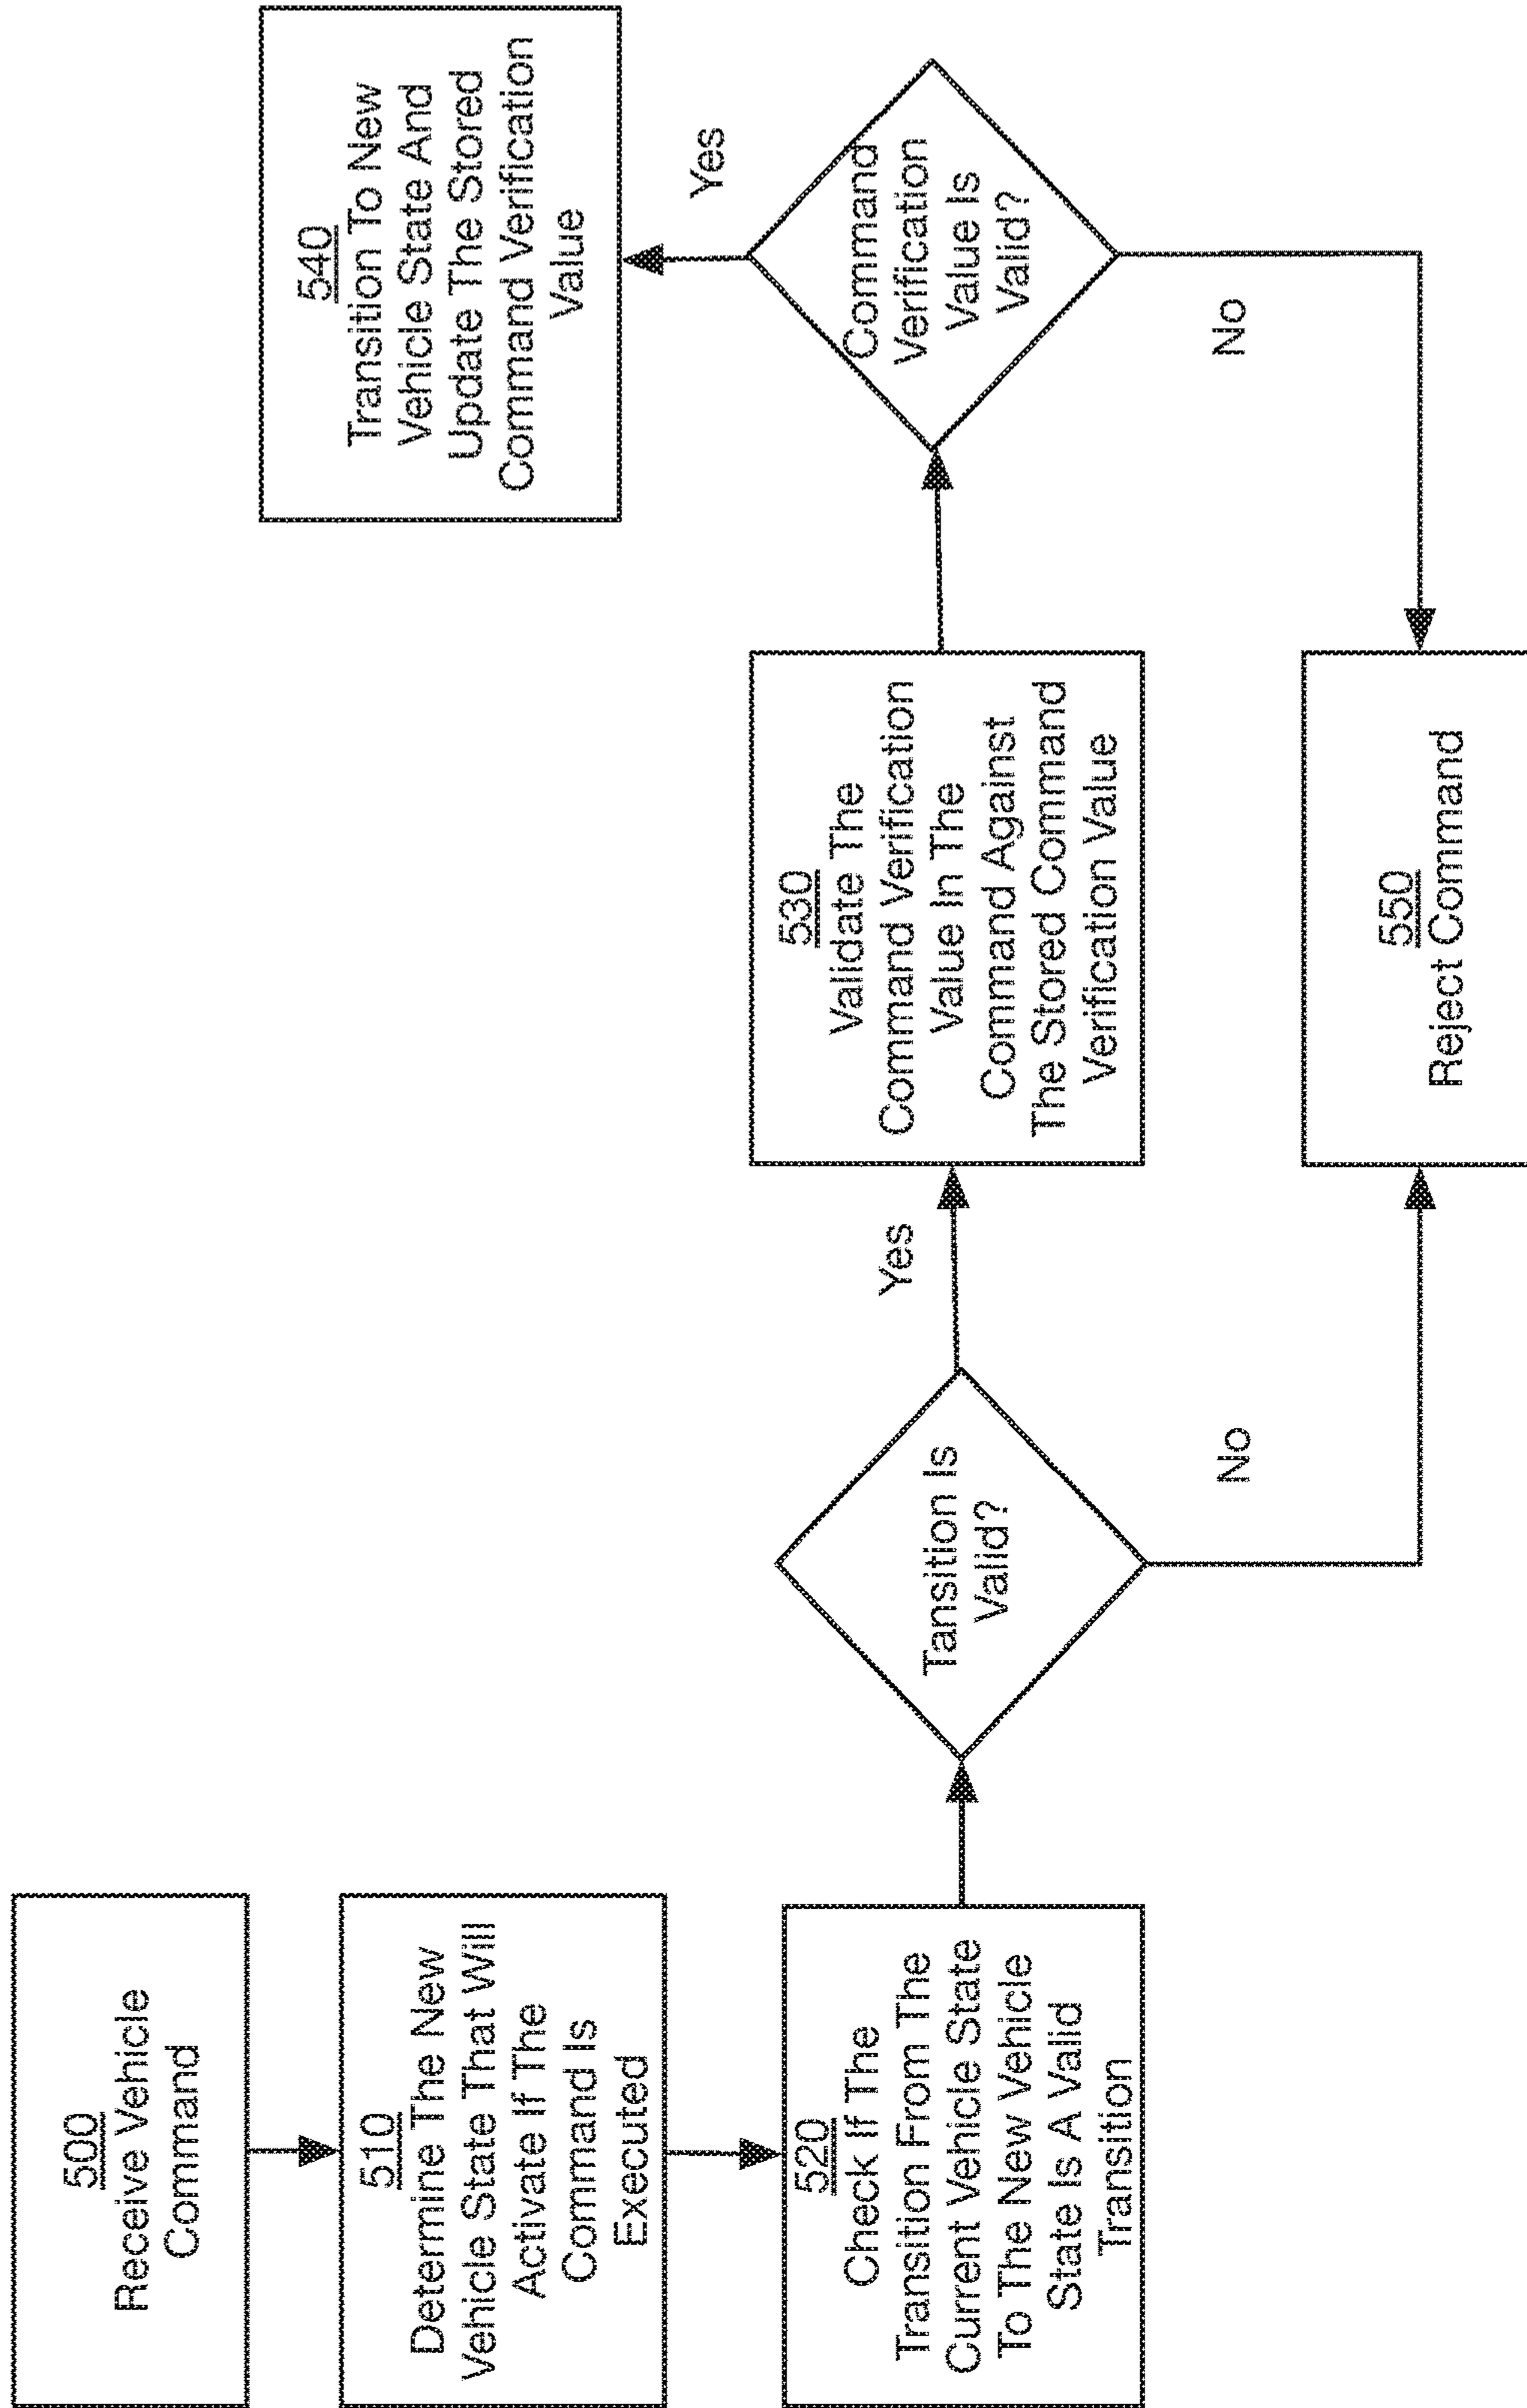 500
Receive Vehicle
Command
510
Determine The New
Vehicle State That Will
Activate If The
Command Is
Executed
520
Check If The
Transition From The
Current Vehicle State
To The New Vehicle
State Is A Valid
Transition
Tansition Is
Valid?
Yes
No
530
Validate The
Command Verification
Value In The
Command Against
The Stored Command
Verification Value
Command
Verification
Value Is
Valid?
Yes
No
540
Transition To New
Vehicle State And
Update The Stored
Command Verification
Value
550
Reject Command